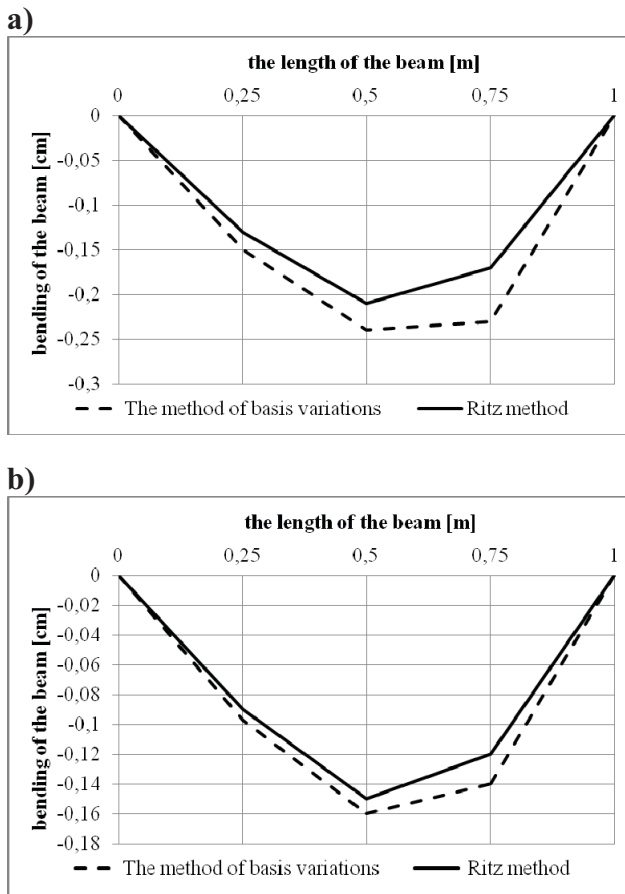 a)
the length of the beam [m]
0 0,25 0,5 0,75 1
bending of the beam [cm]
0
-0,05
-0,1
-0,15
-0,2
-0,25
-0,3
The method of basis variations Ritz method
b)
the length of the beam [m]
0 0,25 0,5 0,75 1
bending of the beam [cm]
0
-0,02
-0,04
-0,06
-0,08
-0,1
-0,12
-0,14
-0,16
-0,18
The method of basis variations Ritz method